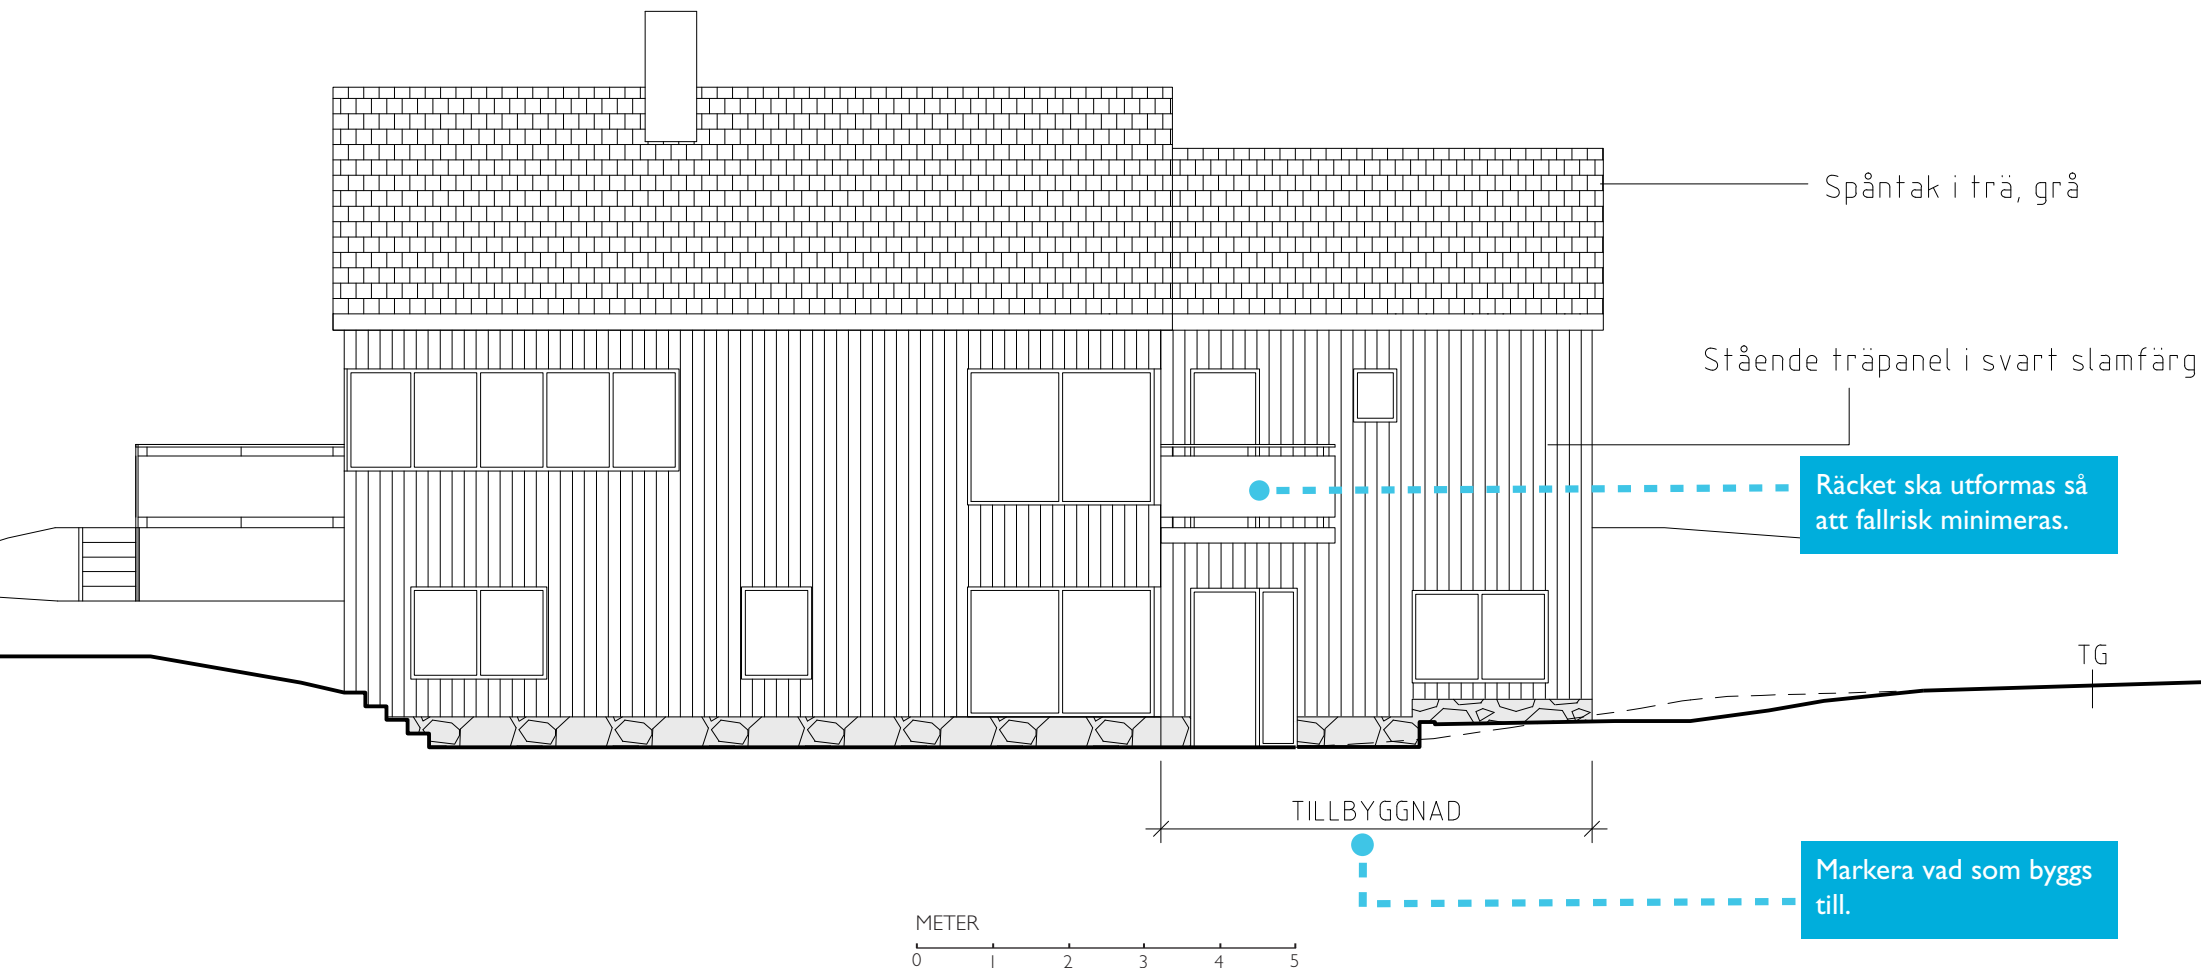 Spåntak i trä, grå
Stående träpanel i svart slamfärg
Räcket ska utformas så
att fallrisk minimeras.
TG
TILLBYGGNAD
Markera vad som byggs
till.
METER
0 1 2 3 4 5